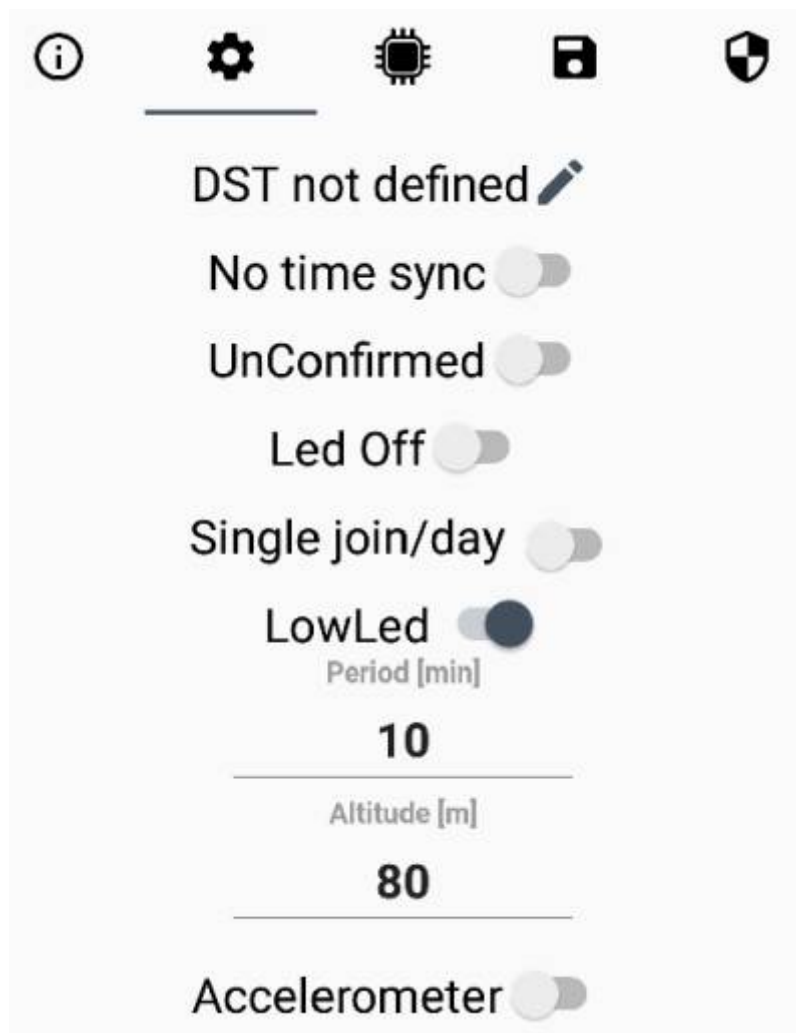 DST not defined
No time sync
UnConfirmed
Led Off
Single join/day
LowLed
Period [min]
10
Altitude [m]
80
Accelerometer